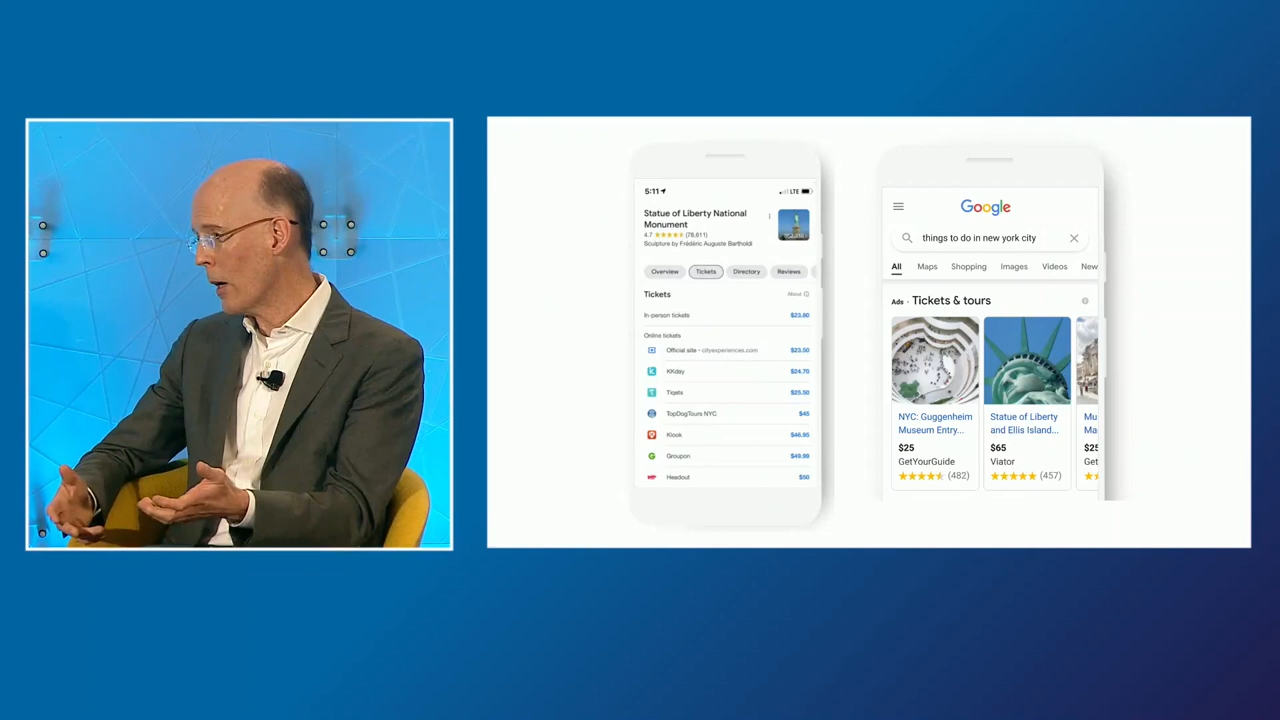 5:11
LTE
Statue of Liberty National
Monument
4.7 (78,611)
Sculpture by Frédéric Auguste Bartholdi
Overview
Tickets
Directory
Reviews
Tickets
About
In-person tickets
$23.80
Online tickets
Official site • cityexperiences.com
$23.50
KKday
$24.70
Tiqets
$25.50
TopDogTours NYC
$45
Klook
$46.95
Groupon
$49.99
Headout
$50
Google
things to do in new york city
All
Maps
Shopping
Images
Videos
New
Ads · Tickets & tours
NYC: Guggenheim
Museum Entry...
$25
GetYourGuide
(482)
Statue of Liberty
and Ellis Island...
$65
Viator
(457)
Mu
Ma
$25
Get